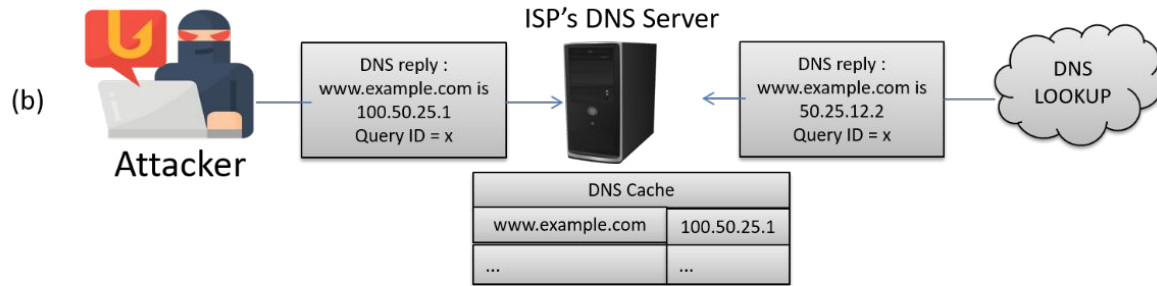 ISP's DNS Server
(b)
DNS reply :
www.example.com is
100.50.25.1
Query ID = x
Attacker
DNS reply :
www.example.com is
50.25.12.2
Query ID = x
DNS
LOOKUP
DNS Cache
www.example.com 100.50.25.1
... ...